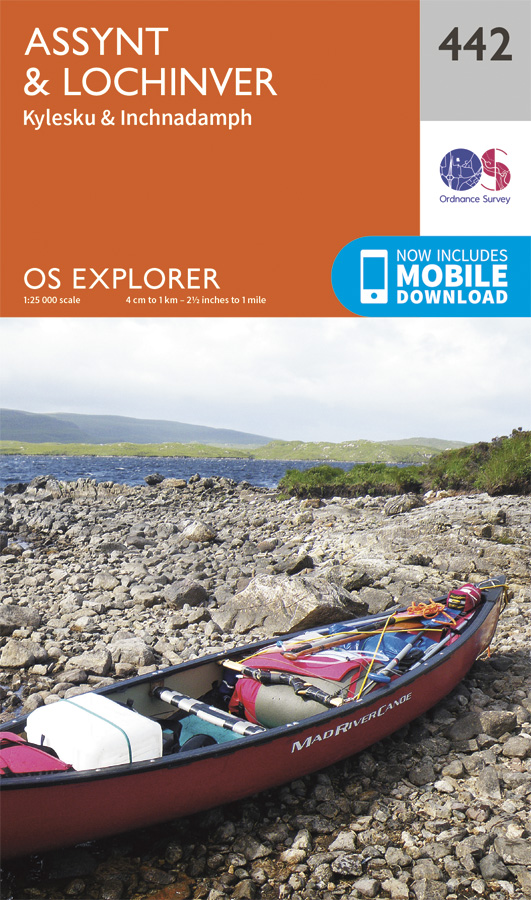 ASSYNT
& LOCHINVER
Kylesku & Inchnadamph
442
OS
Ordnance Survey
OS EXPLORER
1:25 000 scale
4 cm to 1 km – 2½ inches to 1 mile
NOW INCLUDES
MOBILE
DOWNLOAD
MAD RIVER CANOE